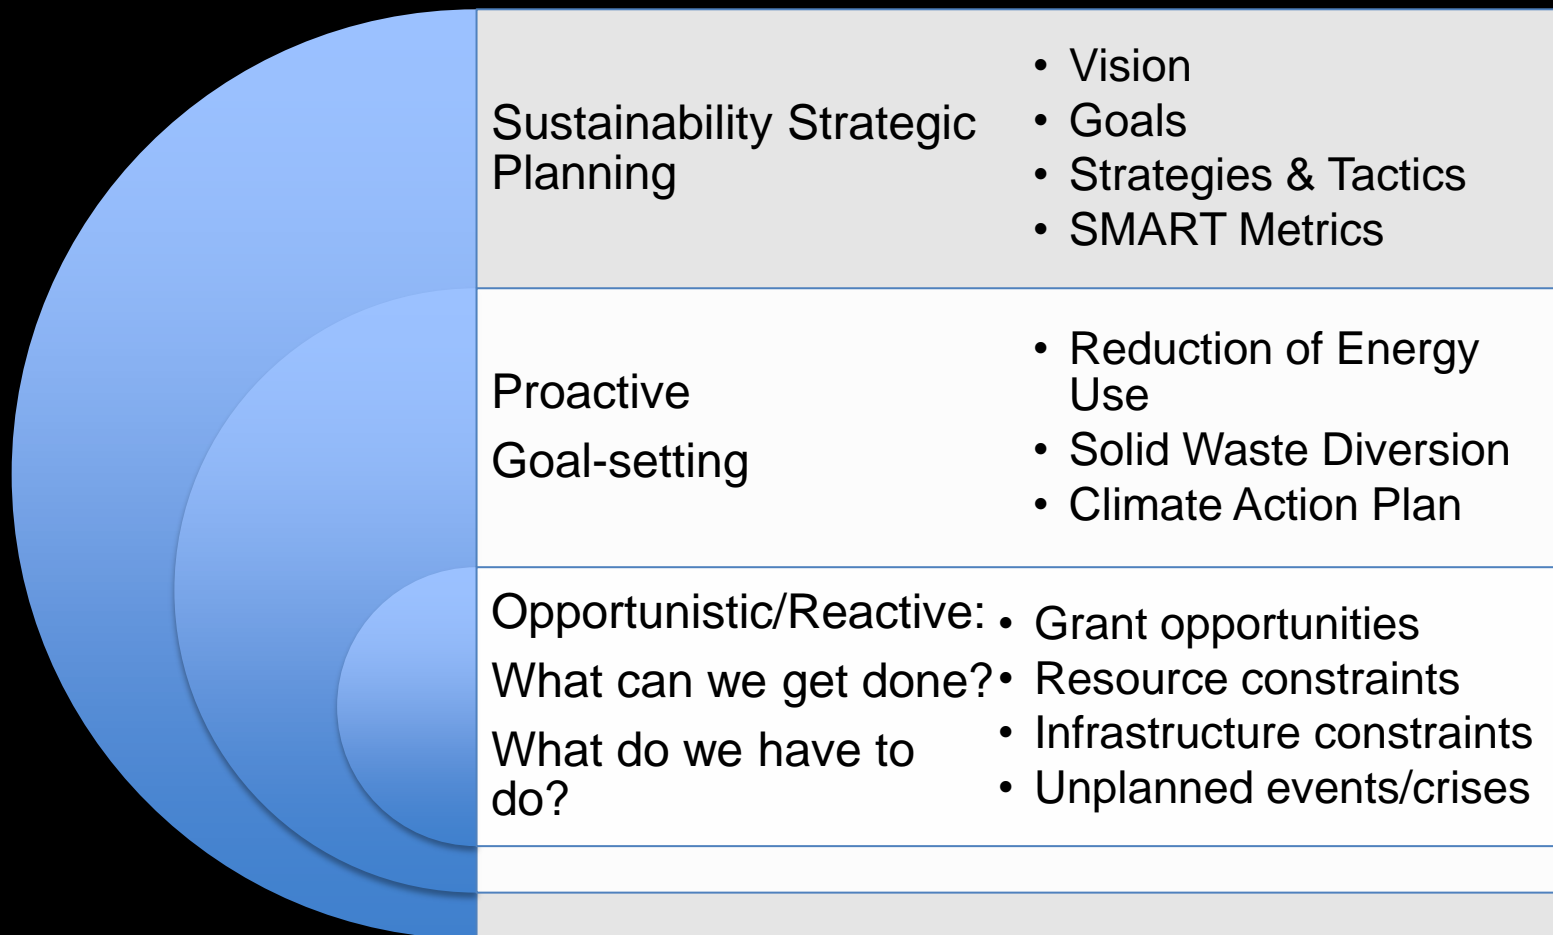 Sustainability Strategic
Planning
• Vision
• Goals
• Strategies & Tactics
• SMART Metrics
Proactive
Goal-setting
• Reduction of Energy
Use
• Solid Waste Diversion
• Climate Action Plan
Opportunistic/Reactive:
What can we get done?
What do we have to
do?
• Grant opportunities
• Resource constraints
• Infrastructure constraints
• Unplanned events/crises